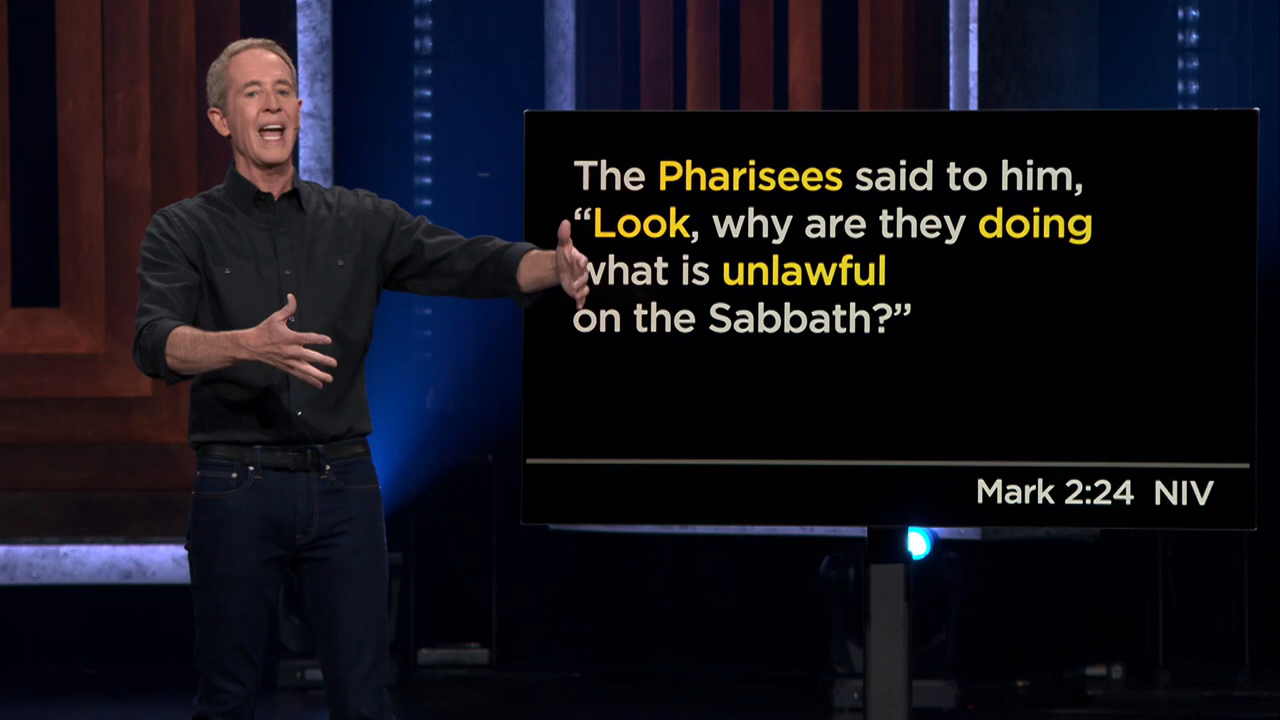 The Pharisees said to him,
“Look, why are they doing
what is unlawful
on the Sabbath?”
Mark 2:24 NIV